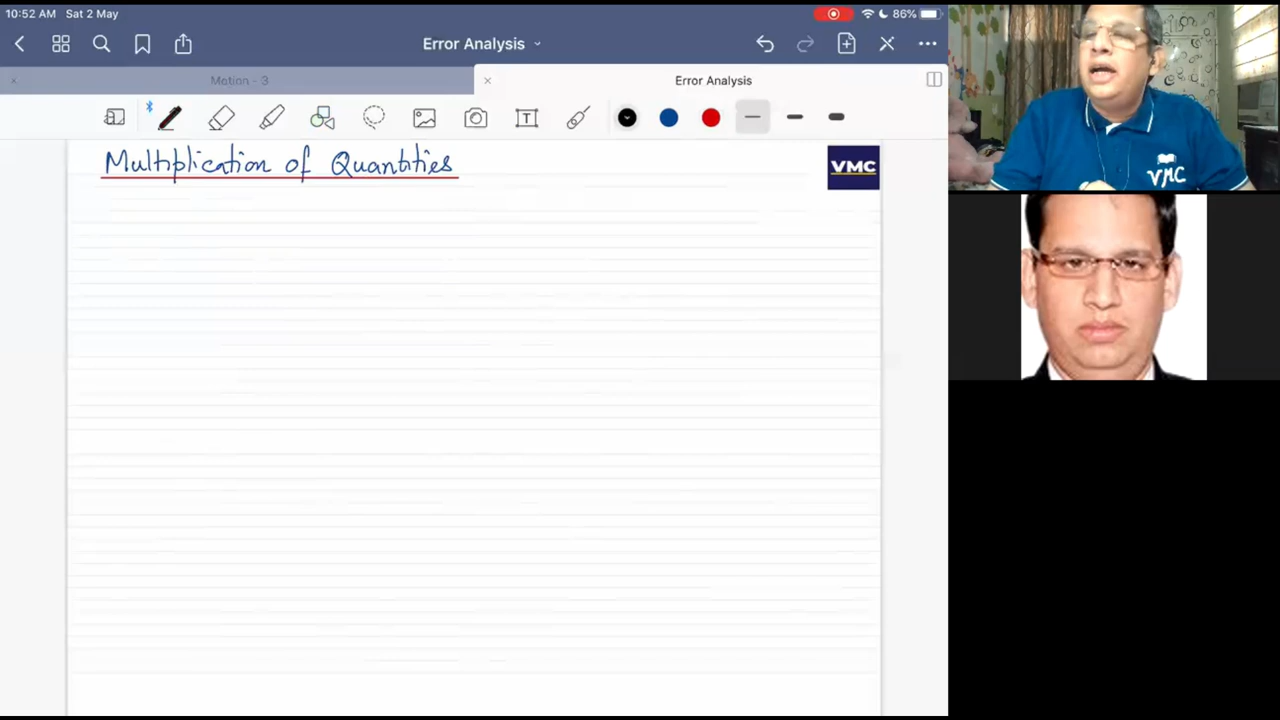 10:52 AM Sat 2 May
86%
Error Analysis
Motion - 3
Error Analysis
T
Multiplication of Quantities
VMC
VMC